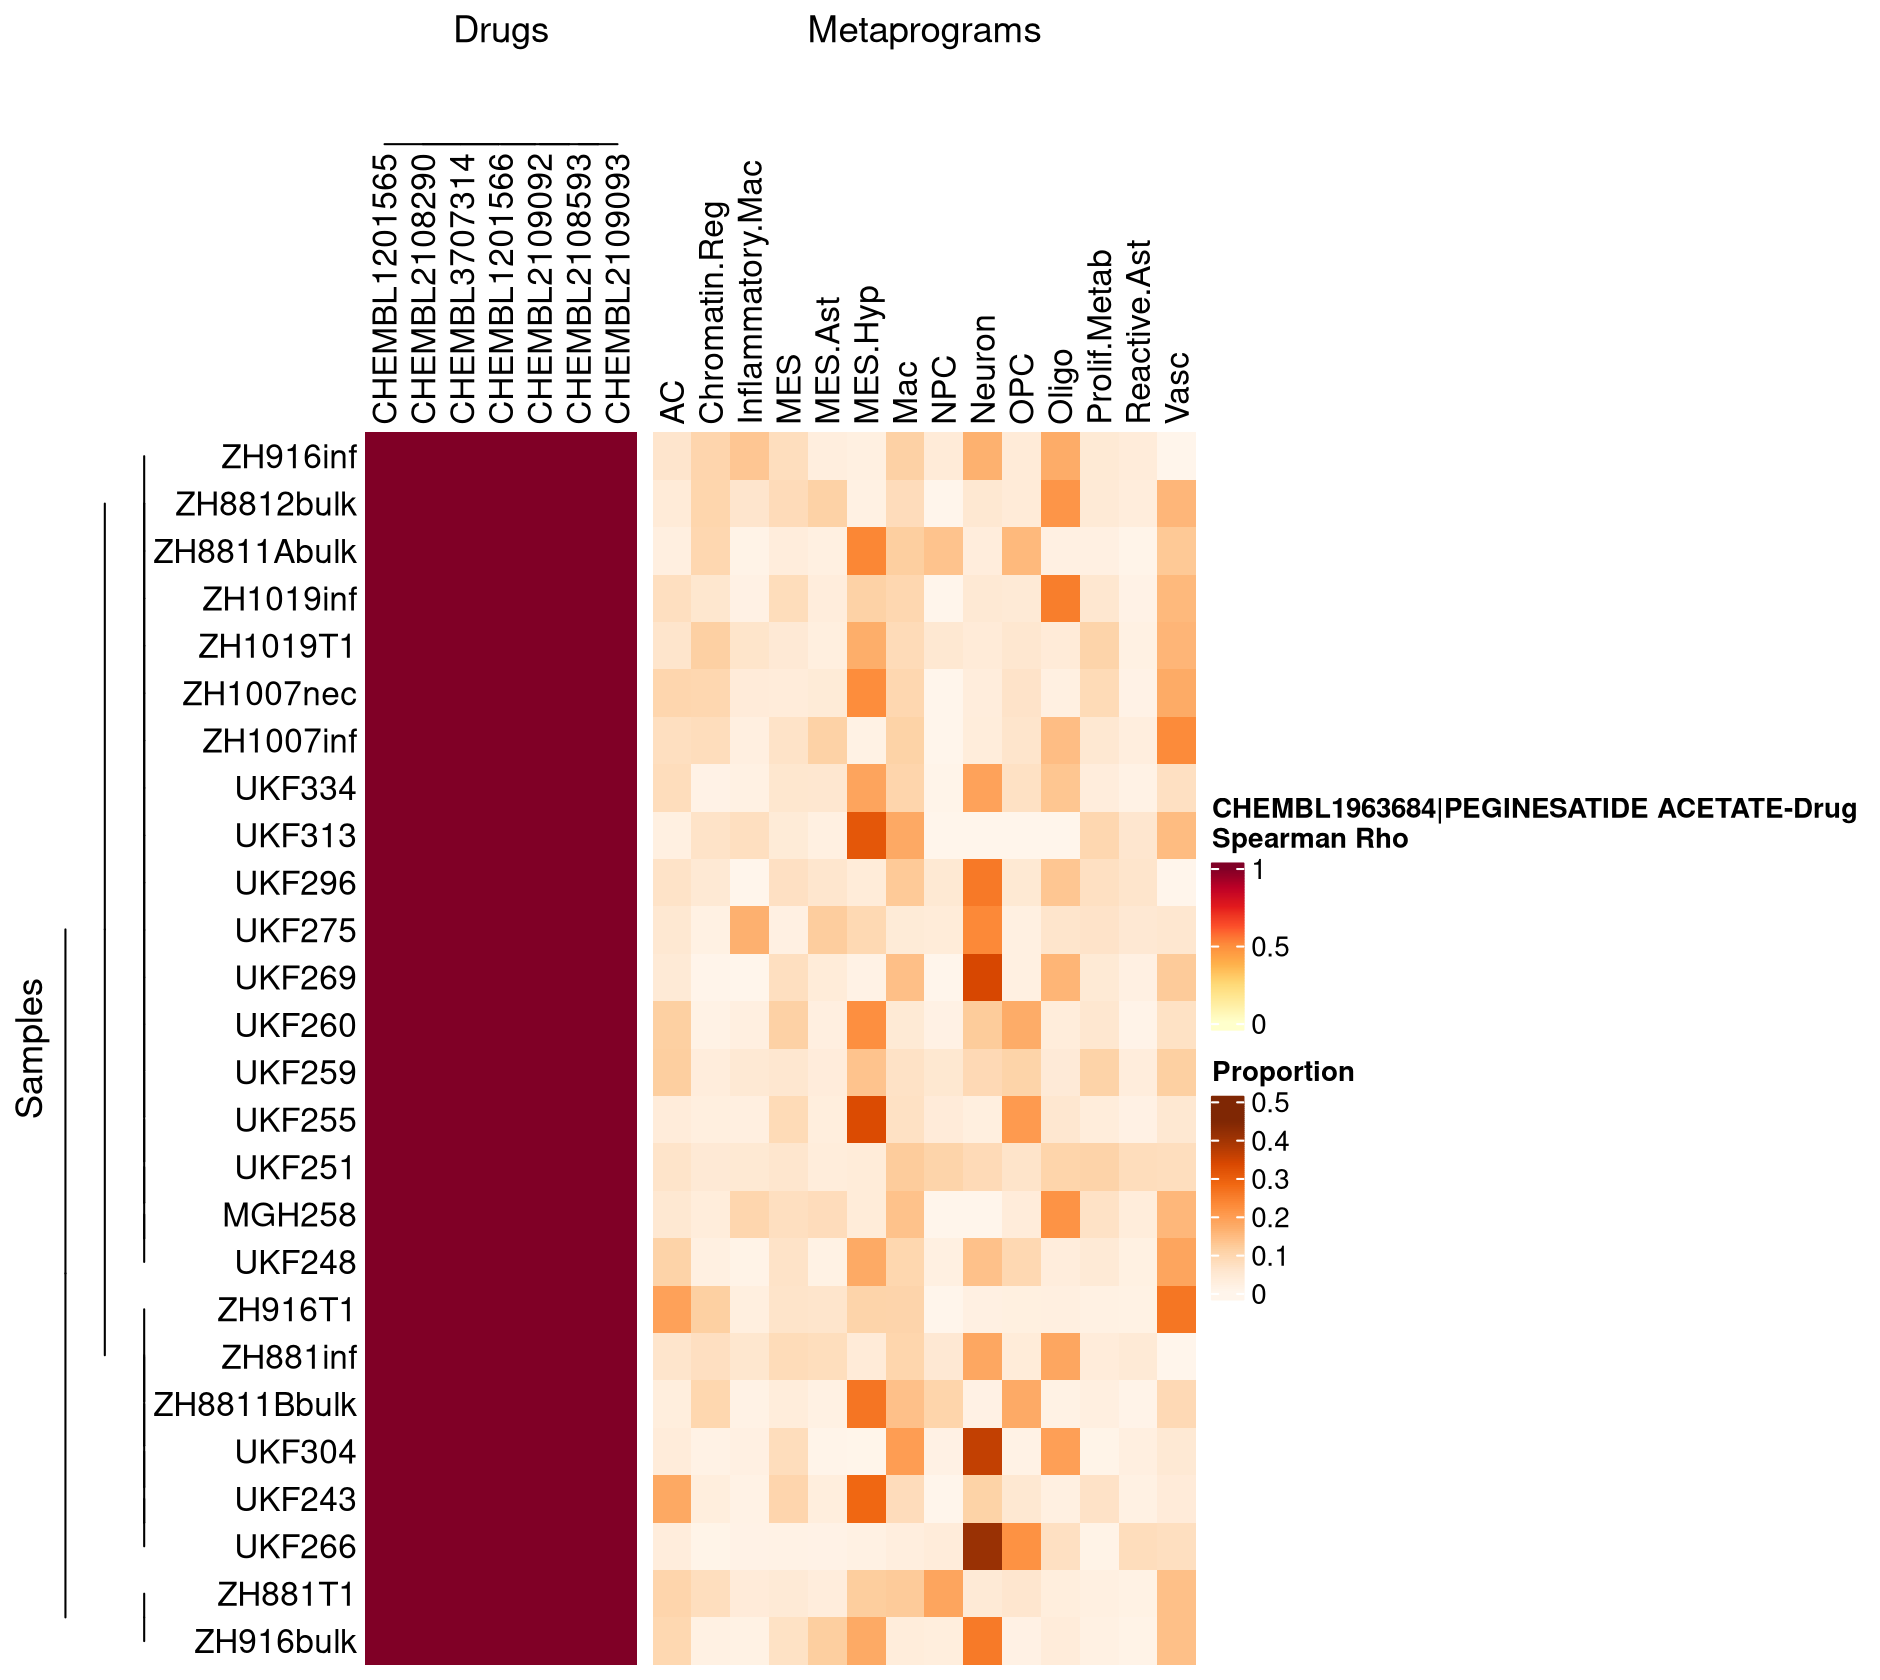 Drugs
Metaprograms
CHEMBL1201565
CHEMBL2108290
CHEMBL3707314
CHEMBL1201566
CHEMBL2109092
CHEMBL2108593
CHEMBL2109093
AC
Chromatin.Reg
Inflammatory.Mac
MES
MES.Ast
MES.Hyp
Mac
NPC
Neuron
OPC
Oligo
Prolif.Metab
Reactive.Ast
Vasc
Samples
ZH916inf
ZH8812bulk
ZH8811Abulk
ZH1019inf
ZH1019T1
ZH1007nec
ZH1007inf
UKF334
UKF313
UKF296
UKF275
UKF269
UKF260
UKF259
UKF255
UKF251
MGH258
UKF248
ZH916T1
ZH881inf
ZH8811Bbulk
UKF304
UKF243
UKF266
ZH881T1
ZH916bulk
CHEMBL1963684|PEGINESATIDE ACETATE-Drug
Spearman Rho
1
0.5
0
Proportion
0.5
0.4
0.3
0.2
0.1
0